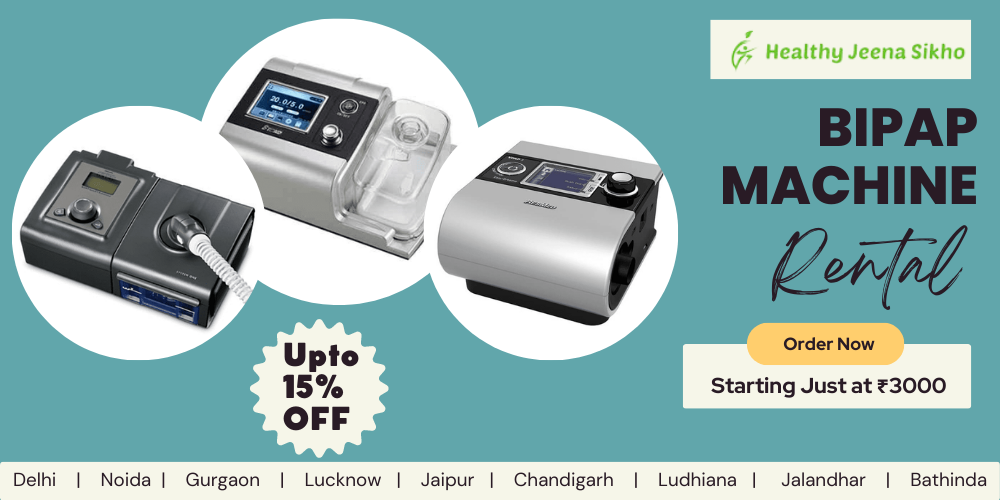 Healthy Jeena Sikho
BIPAP
MACHINE
Rental
Order Now
Starting Just at ₹3000
20.0/5.0
Upto
15%
OFF
Delhi | Noida | Gurgaon | Lucknow | Jaipur | Chandigarh | Ludhiana | Jalandhar | Bathinda